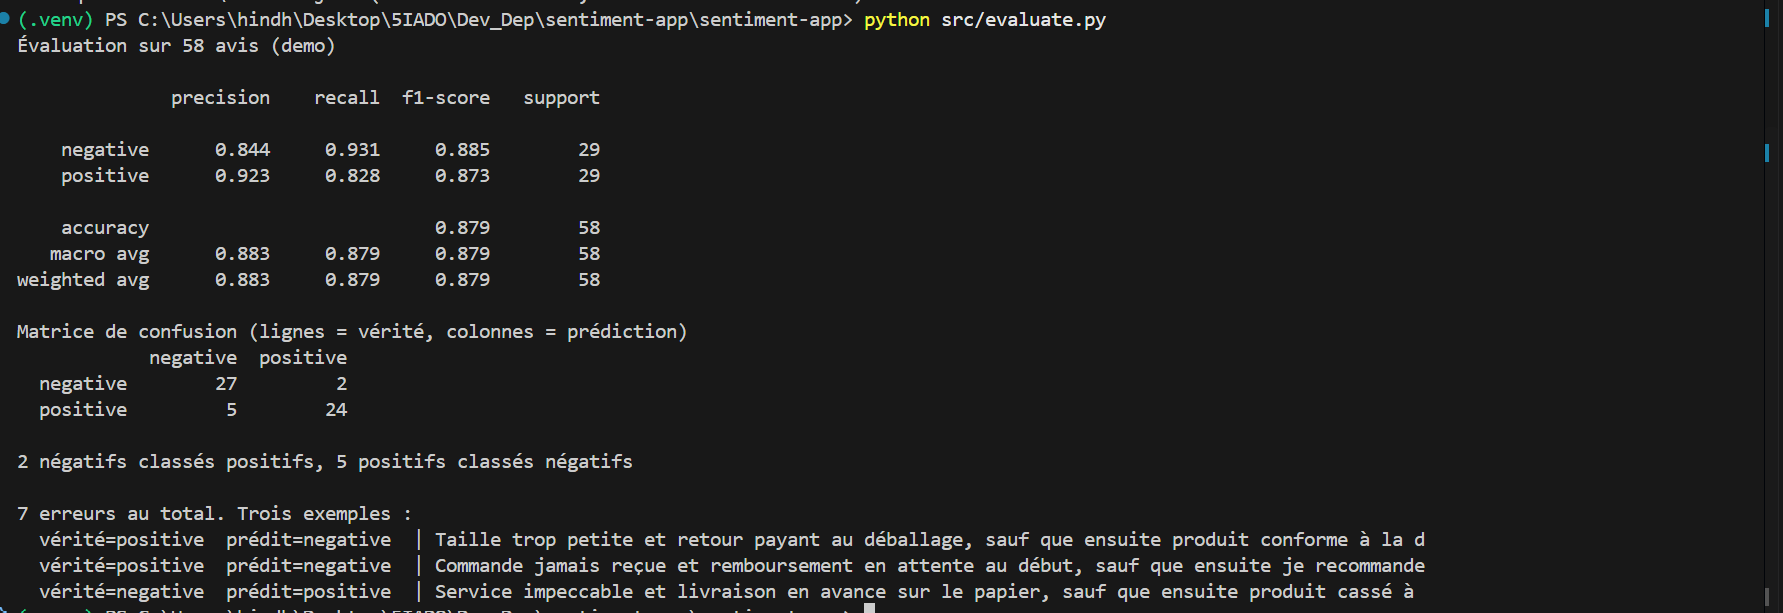 (.venv) PS C:\Users\hindh\Desktop\5IADO\Dev_Dep\sentiment-app\sentiment-app> python src/evaluate.py
Évaluation sur 58 avis (demo)
precision recall f1-score support
negative 0.844 0.931 0.885 29
positive 0.923 0.828 0.873 29
accuracy 0.879 58
macro avg 0.883 0.879 0.879 58
weighted avg 0.883 0.879 0.879 58
Matrice de confusion (lignes = vérité, colonnes = prédiction)
negative positive
negative 27 2
positive 5 24
2 négatifs classés positifs, 5 positifs classés négatifs
7 erreurs au total. Trois exemples :
vérité=positive prédit=negative | Taille trop petite et retour payant au déballage, sauf que ensuite produit conforme à la d
vérité=positive prédit=negative | Commande jamais reçue et remboursement en attente au début, sauf que ensuite je recommande
vérité=negative prédit=positive | Service impeccable et livraison en avance sur le papier, sauf que ensuite produit cassé à